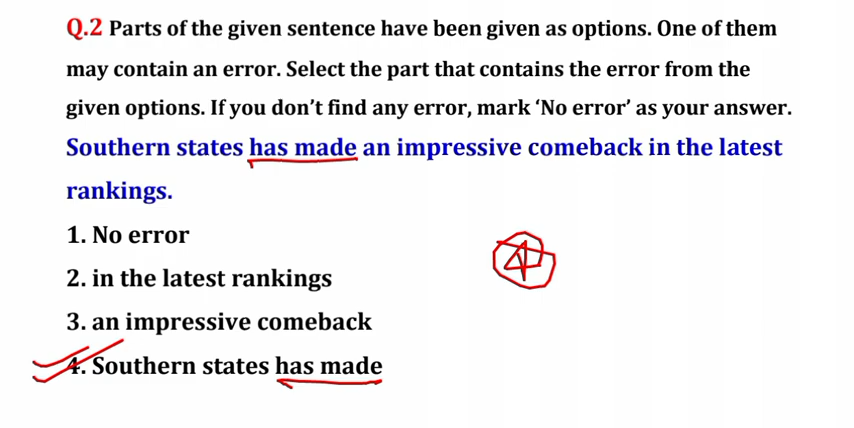 Q.2 Parts of the given sentence have been given as options. One of them
may contain an error. Select the part that contains the error from the
given options. If you don’t find any error, mark ‘No error’ as your answer.
Southern states has made an impressive comeback in the latest
rankings.
1. No error
2. in the latest rankings
3. an impressive comeback
4. Southern states has made
4